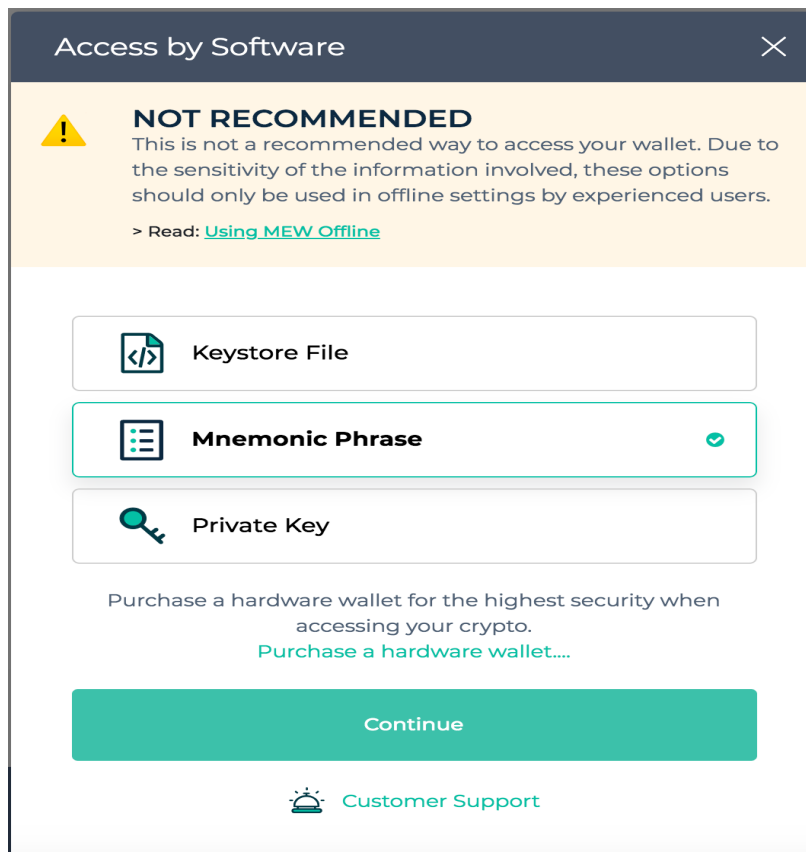 Access by Software
NOT RECOMMENDED
This is not a recommended way to access your wallet. Due to
the sensitivity of the information involved, these options
should only be used in offline settings by experienced users.
> Read: Using MEW Offline
Keystore File
Mnemonic Phrase
Private Key
Purchase a hardware wallet for the highest security when
accessing your crypto.
Purchase a hardware wallet....
Continue
Customer Support